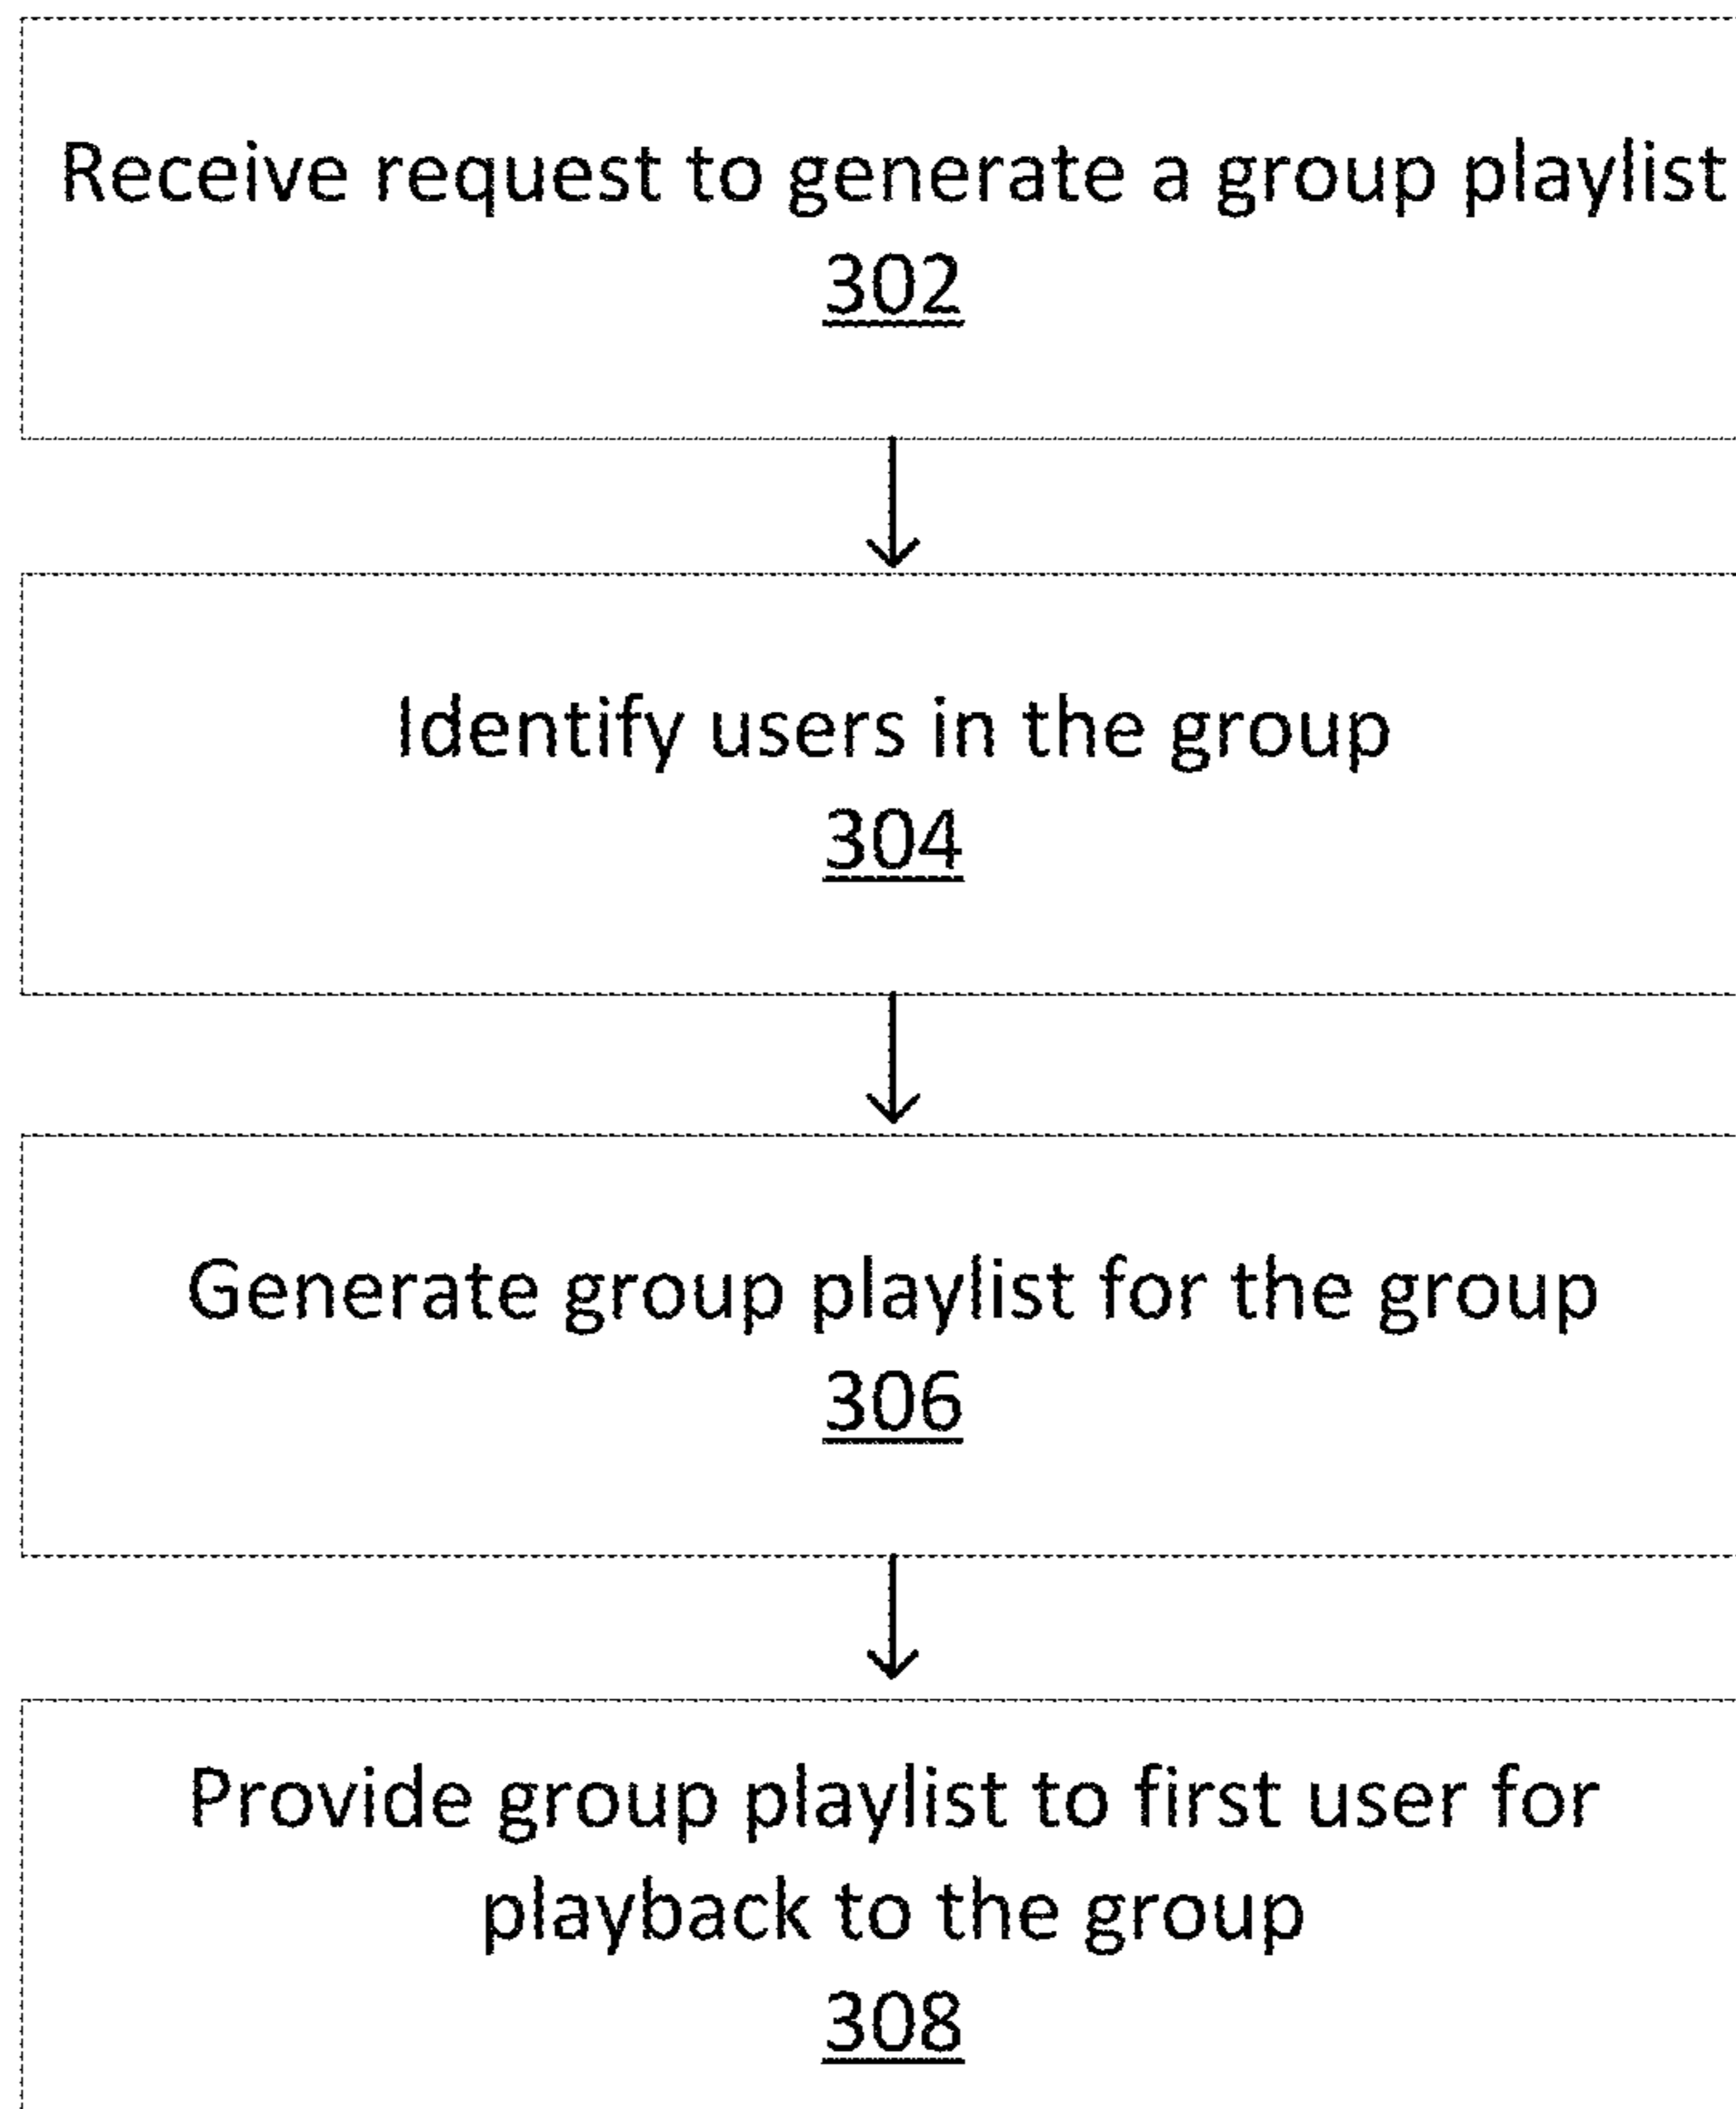 Receive request to generate a group playlist
302
Identify users in the group
304
Generate group playlist for the group
306
Provide group playlist to first user for
playback to the group
308